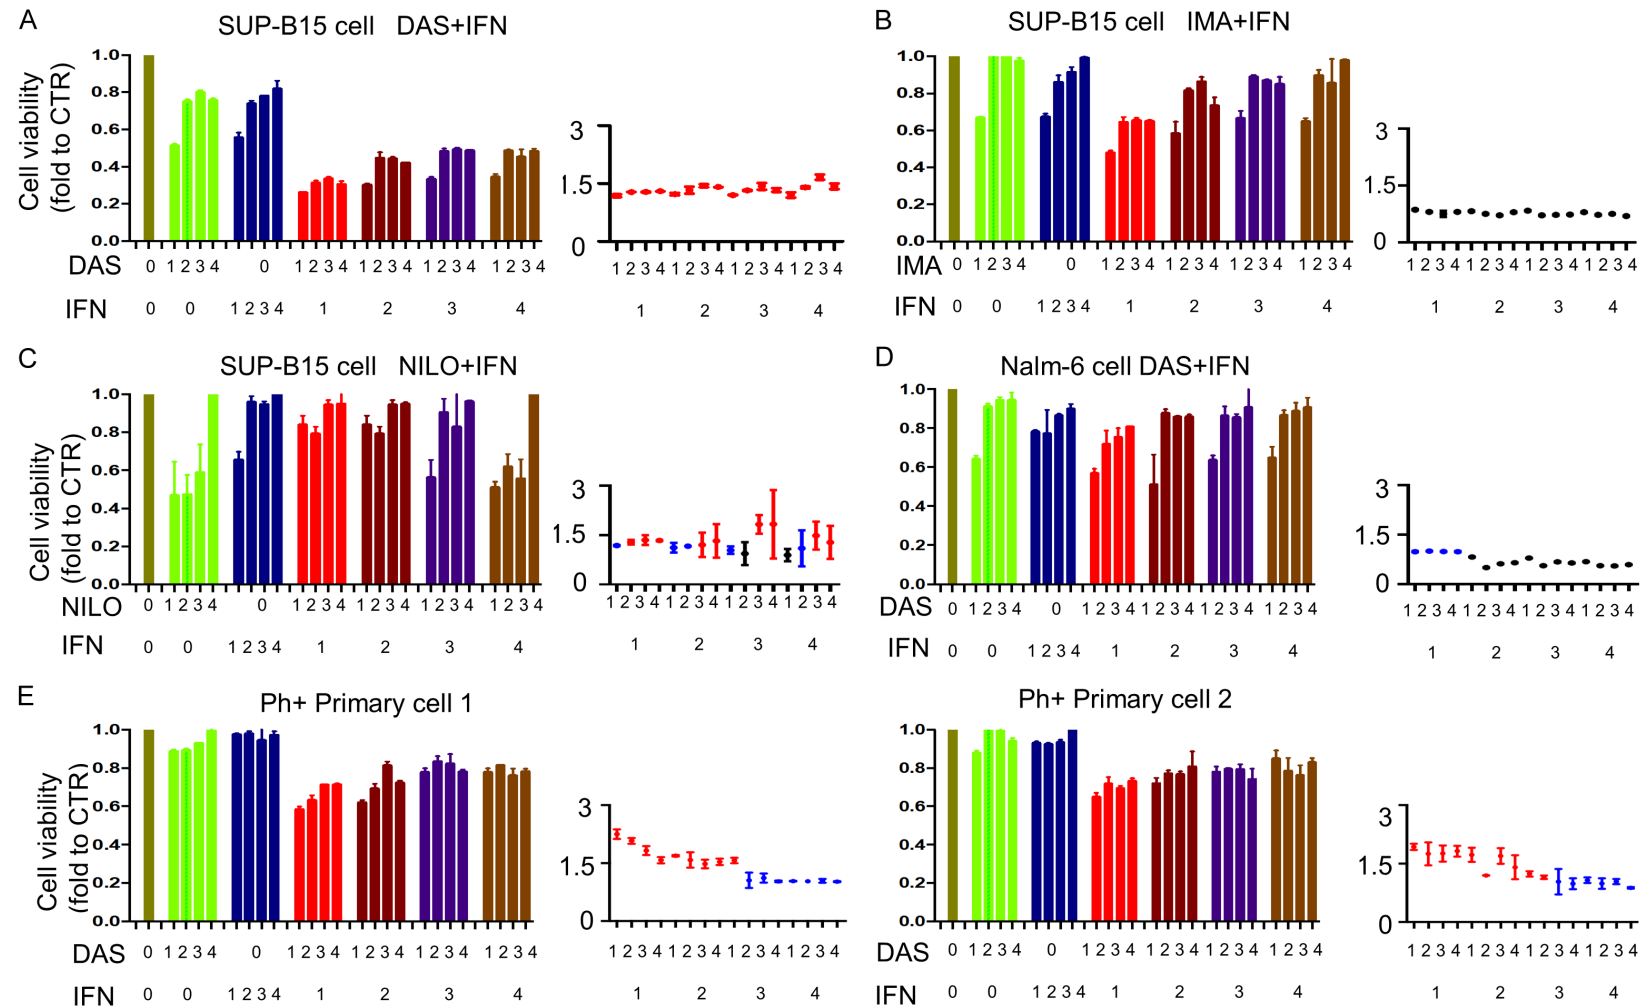 A
SUP-B15 cell DAS+IFN
Cell viability
(fold to CTR)
1.0
0.8
0.6
0.4
0.2
0.0
3
1.5
0
DAS 0 1 2 3 4 0 1 2 3 4 1 2 3 4 1 2 3 4 1 2 3 4 1 2 3 4 1 2 3 4 1 2 3 4 1 2 3 4
IFN 0 0 1 2 3 4 1 2 3 4 1 2 3 4
B
SUP-B15 cell IMA+IFN
1.0
0.8
0.6
0.4
0.2
0.0
3
1.5
0
IMA 0 1 2 3 4 0 1 2 3 4 1 2 3 4 1 2 3 4 1 2 3 4 1 2 3 4 1 2 3 4 1 2 3 4 1 2 3 4
IFN 0 0 1 2 3 4 1 2 3 4 1 2 3 4
C
SUP-B15 cell NILO+IFN
Cell viability
(fold to CTR)
1.0
0.8
0.6
0.4
0.2
0.0
3
1.5
0
NILO 0 1 2 3 4 0 1 2 3 4 1 2 3 4 1 2 3 4 1 2 3 4 1 2 3 4 1 2 3 4 1 2 3 4 1 2 3 4
IFN 0 0 1 2 3 4 1 2 3 4 1 2 3 4
D
Nalm-6 cell DAS+IFN
1.0
0.8
0.6
0.4
0.2
0.0
3
1.5
0
DAS 0 1 2 3 4 0 1 2 3 4 1 2 3 4 1 2 3 4 1 2 3 4 1 2 3 4 1 2 3 4 1 2 3 4 1 2 3 4
IFN 0 0 1 2 3 4 1 2 3 4 1 2 3 4
E
Ph+ Primary cell 1
Cell viability
(fold to CTR)
1.0
0.8
0.6
0.4
0.2
0.0
3
1.5
0
DAS 0 1 2 3 4 0 1 2 3 4 1 2 3 4 1 2 3 4 1 2 3 4 1 2 3 4 1 2 3 4 1 2 3 4 1 2 3 4
IFN 0 0 1 2 3 4 1 2 3 4 1 2 3 4
Ph+ Primary cell 2
1.0
0.8
0.6
0.4
0.2
0.0
3
1.5
0
DAS 0 1 2 3 4 0 1 2 3 4 1 2 3 4 1 2 3 4 1 2 3 4 1 2 3 4 1 2 3 4 1 2 3 4 1 2 3 4
IFN 0 0 1 2 3 4 1 2 3 4 1 2 3 4